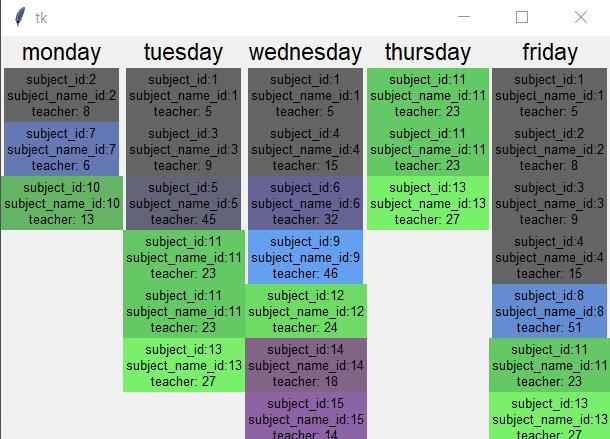 tk
monday
subject_id:2
subject_name_id:2
teacher: 8
subject_id:7
subject_name_id:7
teacher: 6
subject_id:10
subject_name_id:10
teacher: 13
tuesday
subject_id:1
subject_name_id:1
teacher: 5
subject_id:3
subject_name_id:3
teacher: 9
subject_id:5
subject_name_id:5
teacher: 45
subject_id:11
subject_name_id:11
teacher: 23
subject_id:11
subject_name_id:11
teacher: 23
subject_id:13
subject_name_id:13
teacher: 27
wednesday
subject_id:1
subject_name_id:1
teacher: 5
subject_id:4
subject_name_id:4
teacher: 15
subject_id:6
subject_name_id:6
teacher: 32
subject_id:9
subject_name_id:9
teacher: 46
subject_id:12
subject_name_id:12
teacher: 24
subject_id:14
subject_name_id:14
teacher: 18
subject_id:15
subject_name_id:15
teacher: 14
thursday
subject_id:11
subject_name_id:11
teacher: 23
subject_id:11
subject_name_id:11
teacher: 23
subject_id:13
subject_name_id:13
teacher: 27
friday
subject_id:1
subject_name_id:1
teacher: 5
subject_id:2
subject_name_id:2
teacher: 8
subject_id:3
subject_name_id:3
teacher: 9
subject_id:4
subject_name_id:4
teacher: 15
subject_id:8
subject_name_id:8
teacher: 51
subject_id:11
subject_name_id:11
teacher: 23
subject_id:13
subject_name_id:13
teacher: 27